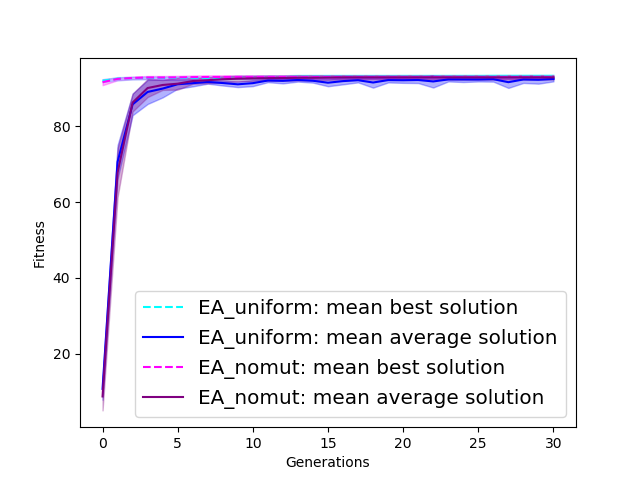 80
60
40
20
Fitness
EA_uniform: mean best solution
EA_uniform: mean average solution
EA_nomut: mean best solution
EA_nomut: mean average solution
0 5 10 15 20 25 30
Generations